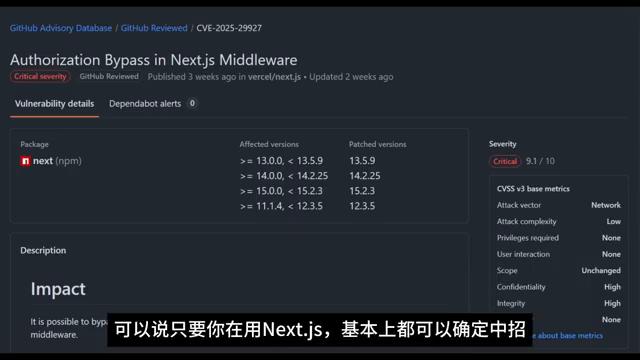 GitHub Advisory Database / GitHub Reviewed / CVE-2025-29927
Authorization Bypass in Next.js Middleware
Critical severity GitHub Reviewed Published 3 weeks ago in vercel/next.js • Updated 2 weeks ago
Vulnerability details Dependabot alerts 0
Package Affected versions Patched versions
next (npm) >= 13.0.0, < 13.5.9 13.5.9
>= 14.0.0, < 14.2.25 14.2.25
>= 15.0.0, < 15.2.3 15.2.3
>= 11.1.4, < 12.3.5 12.3.5
Description
Impact
It is possible to bypa
middleware.
Severity
Critical 9.1 / 10
CVSS v3 base metrics
Attack vector Network
Attack complexity Low
Privileges required None
User interaction None
Scope Unchanged
Confidentiality High
Integrity High
None
e about base metrics
可以说只要你在用Next.js，基本上都可以确定中招